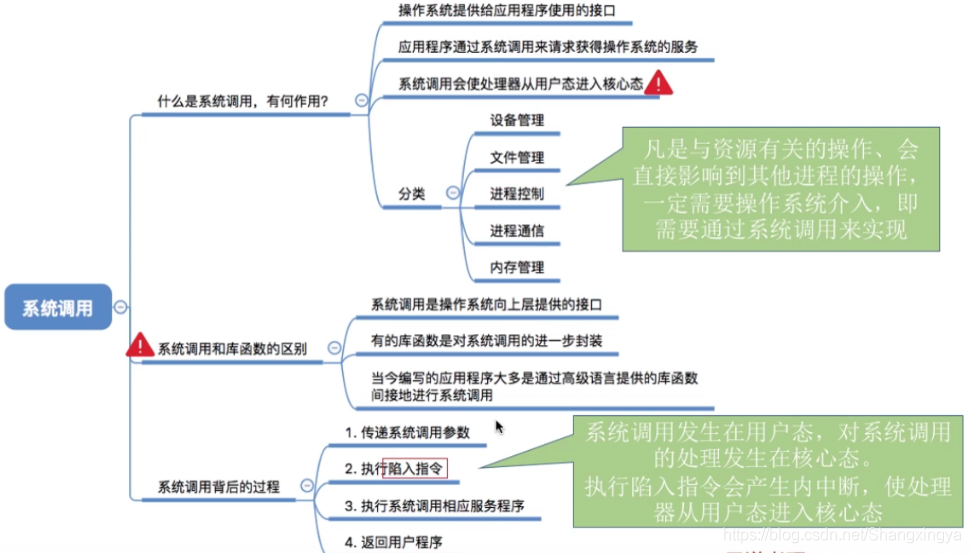 操作系统提供给应用程序使用的接口
应用程序通过系统调用来请求获得操作系统的服务
系统调用会使处理器从用户态进入核心态
什么是系统调用，有何作用？
设备管理
文件管理
分类
进程控制
进程通信
内存管理
凡是与资源有关的操作、会
直接影响到其他进程的操作，
一定需要操作系统介入，即
需要通过系统调用来实现
系统调用
系统调用是操作系统向上层提供的接口
系统调用和库函数的区别
有的库函数是对系统调用的进一步封装
当今编写的应用程序大多是通过高级语言提供的库函数
间接地进行系统调用
1. 传递系统调用参数
2. 执行陷入指令
系统调用背后的过程
3. 执行系统调用相应服务程序
4. 返回用户程序
系统调用发生在用户态，对系统调用
的处理发生在核心态。
执行陷入指令会产生内中断，使处理
器从用户态进入核心态
https://blog.csdn.net/Shangxingya